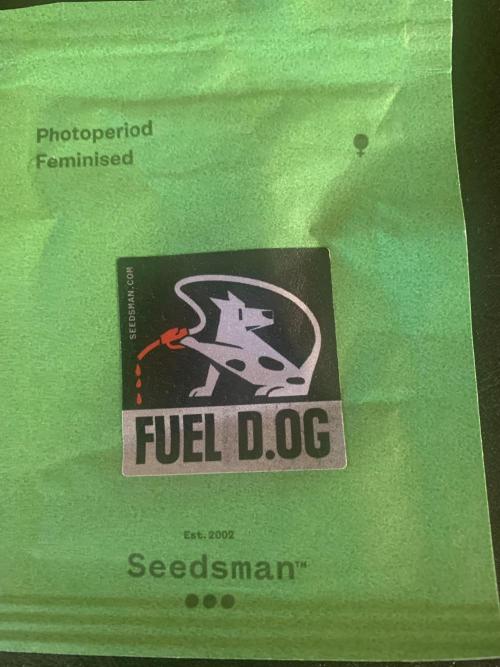 Photoperiod
Feminised
SEEDSMAN.COM
FUEL D.OG
Est. 2002
Seedsman™